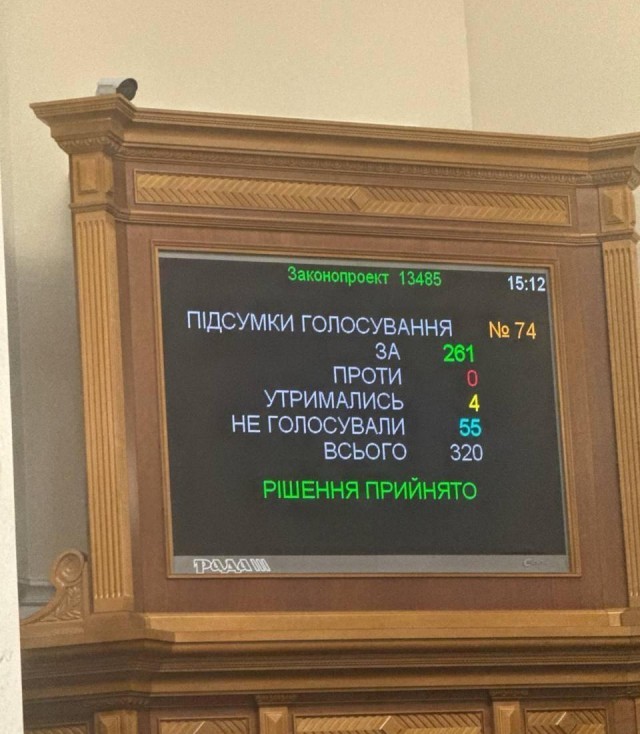 Законопроект 13485
15:12
ПІДСУМКИ ГОЛОСУВАННЯ № 74
ЗА 261
ПРОТИ 0
УТРИМАЛИСЬ 4
НЕ ГОЛОСУВАЛИ 55
ВСЬОГО 320
РІШЕННЯ ПРИЙНЯТО
РАДА III